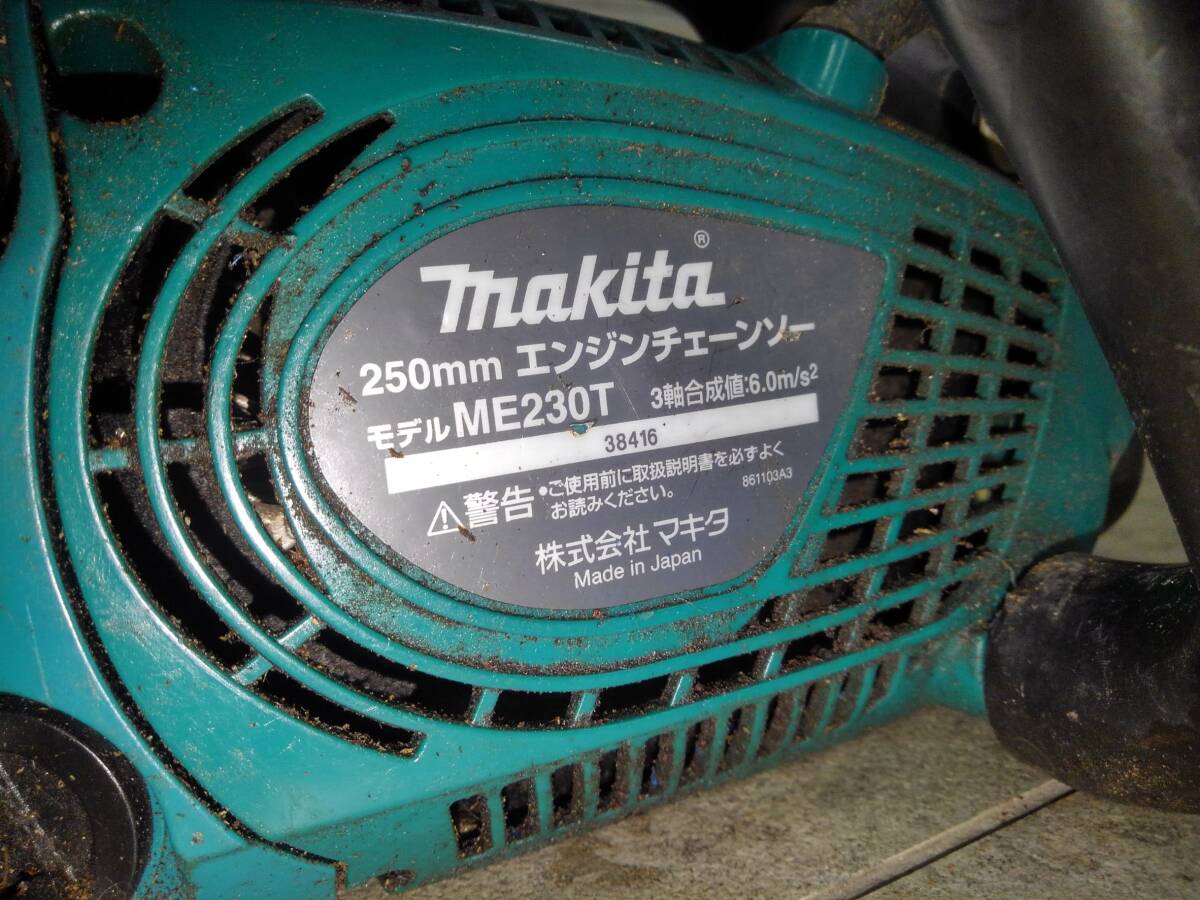 makita®
250mm エンジンチェーンソー
モデル ME230T 3軸合成値:6.0m/s²
38416
⚠警告 •ご使用前に取扱説明書を必ずよく
お読みください。
861103A3
株式会社 マキタ
Made in Japan